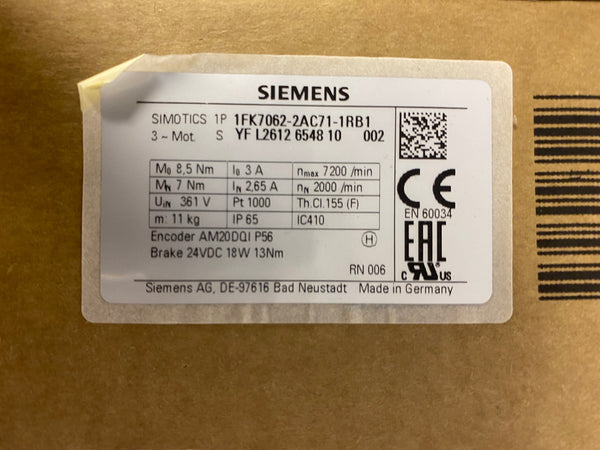 SIEMENS
SIMOTICS 1P 1FK7062-2AC71-1RB1
3 ~ Mot. S YF L2612 6548 10 002
M0 8,5 Nm I0 3 A nmax 7200 /min
MN 7 Nm IN 2,65 A nN 2000 /min
UIN 361 V Pt 1000 Th.Cl.155 (F)
m: 11 kg IP 65 IC410
Encoder AM20DQI P56 H
Brake 24VDC 18W 13Nm
CE
EN 60034
EAC
c RU US
RN 006
Siemens AG, DE-97616 Bad Neustadt Made in Germany